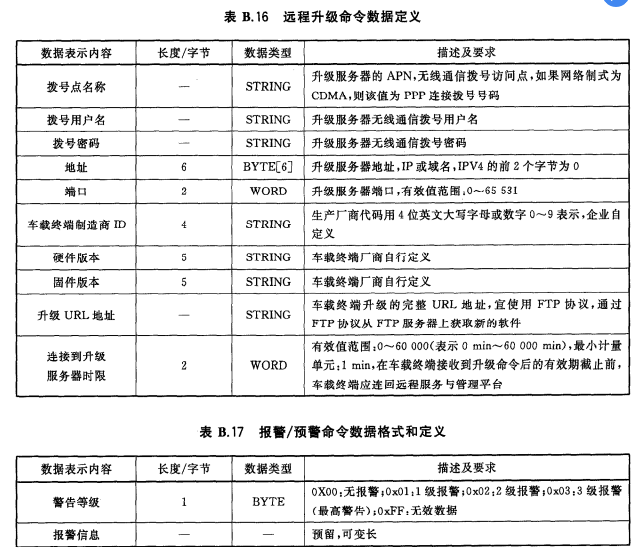 表 B.16 远程升级命令数据定义
数据表示内容 长度/字节 数据类型 描述及要求
拨号点名称 — STRING 升级服务器的 APN,无线通信拨号访问点,如果网络制式为
CDMA,则该值为 PPP 连接拨号号码
拨号用户名 — STRING 升级服务器无线通信拨号用户名
拨号密码 — STRING 升级服务器无线通信拨号密码
地址 6 BYTE[6] 升级服务器地址,IP或域名,IPV4 的前 2 个字节为 0
端口 2 WORD 升级服务器端口,有效值范围:0~65 531
车载终端制造商 ID 4 STRING 生产厂商代码用 4 位英文大写字母或数字 0~9 表示,企业自
定义
硬件版本 5 STRING 车载终端厂商自行定义
固件版本 5 STRING 车载终端厂商自行定义
升级 URL 地址 — STRING 车载终端升级的完整 URL 地址,宜使用 FTP 协议,通过
FTP 协议从 FTP 服务器上获取新的软件
连接到升级
服务器时限 2 WORD 有效值范围:0~60 000(表示 0 min~60 000 min),最小计量
单元:1 min,在车载终端接收到升级命令后的有效期截止前,
车载终端应连回远程服务与管理平台
表 B.17 报警/预警命令数据格式和定义
数据表示内容 长度/字节 数据类型 描述及要求
警告等级 1 BYTE 0X00:无报警;0x01:1 级报警;0x02:2 级报警;0x03:3 级报警
(最高警告);0xFF:无效数据
报警信息 — — 预留,可变长